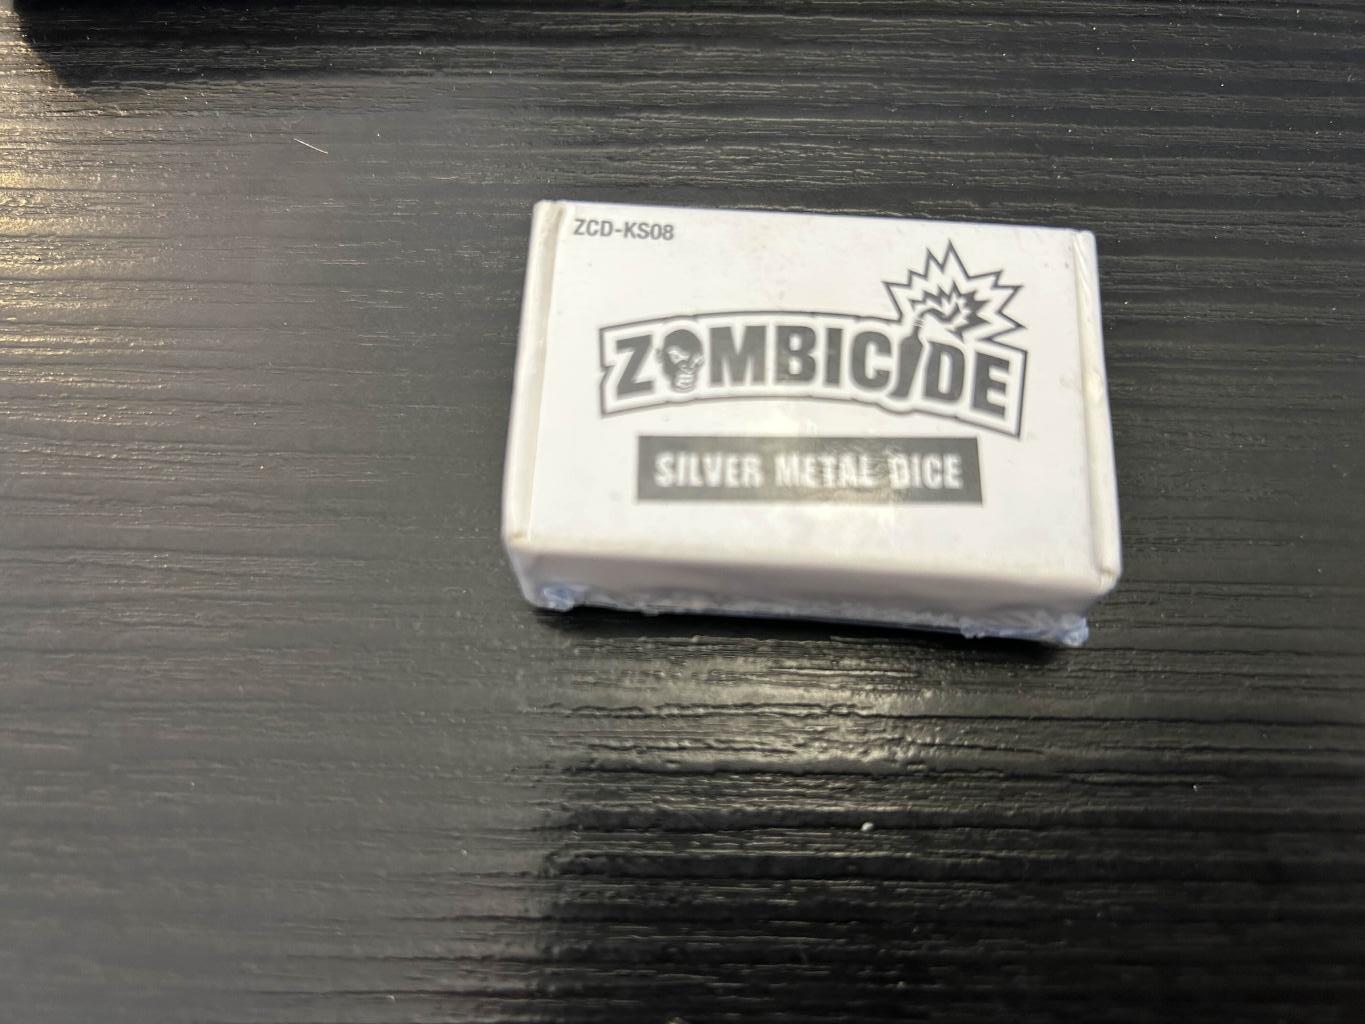 ZCD-KS08
ZOMBICIDE
SILVER METAL DICE